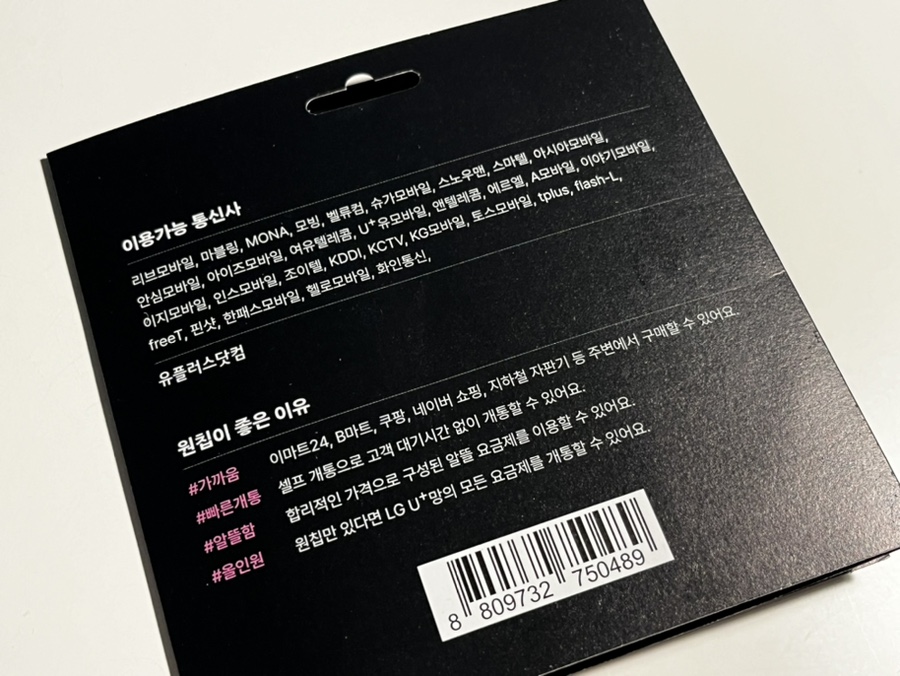 이용가능 통신사
리브모바일, 마블링, MONA, 모빙, 벨류컴, 슈가모바일, 스노우맨, 스마텔, 아시아모바일,
안심모바일, 아이즈모바일, 여유텔레콤, U+유모바일, 앤텔레콤, 에르엘, A모바일, 이야기모바일,
이지모바일, 인스모바일, 조이텔, KDDI, KCTV, KG모바일, 토스모바일, tplus, flash-L,
freeT, 핀샷, 한패스모바일, 헬로모바일, 화인통신,
유플러스닷컴
원칩이 좋은 이유
#가까움 이마트24, B마트, 쿠팡, 네이버 쇼핑, 지하철 자판기 등 주변에서 구매할 수 있어요.
#빠른개통 셀프 개통으로 고객 대기시간 없이 개통할 수 있어요.
#알뜰함 합리적인 가격으로 구성된 알뜰 요금제를 이용할 수 있어요.
#올인원 원칩만 있다면 LG U+망의 모든 요금제를 개통할 수 있어요.
8 809732 750489